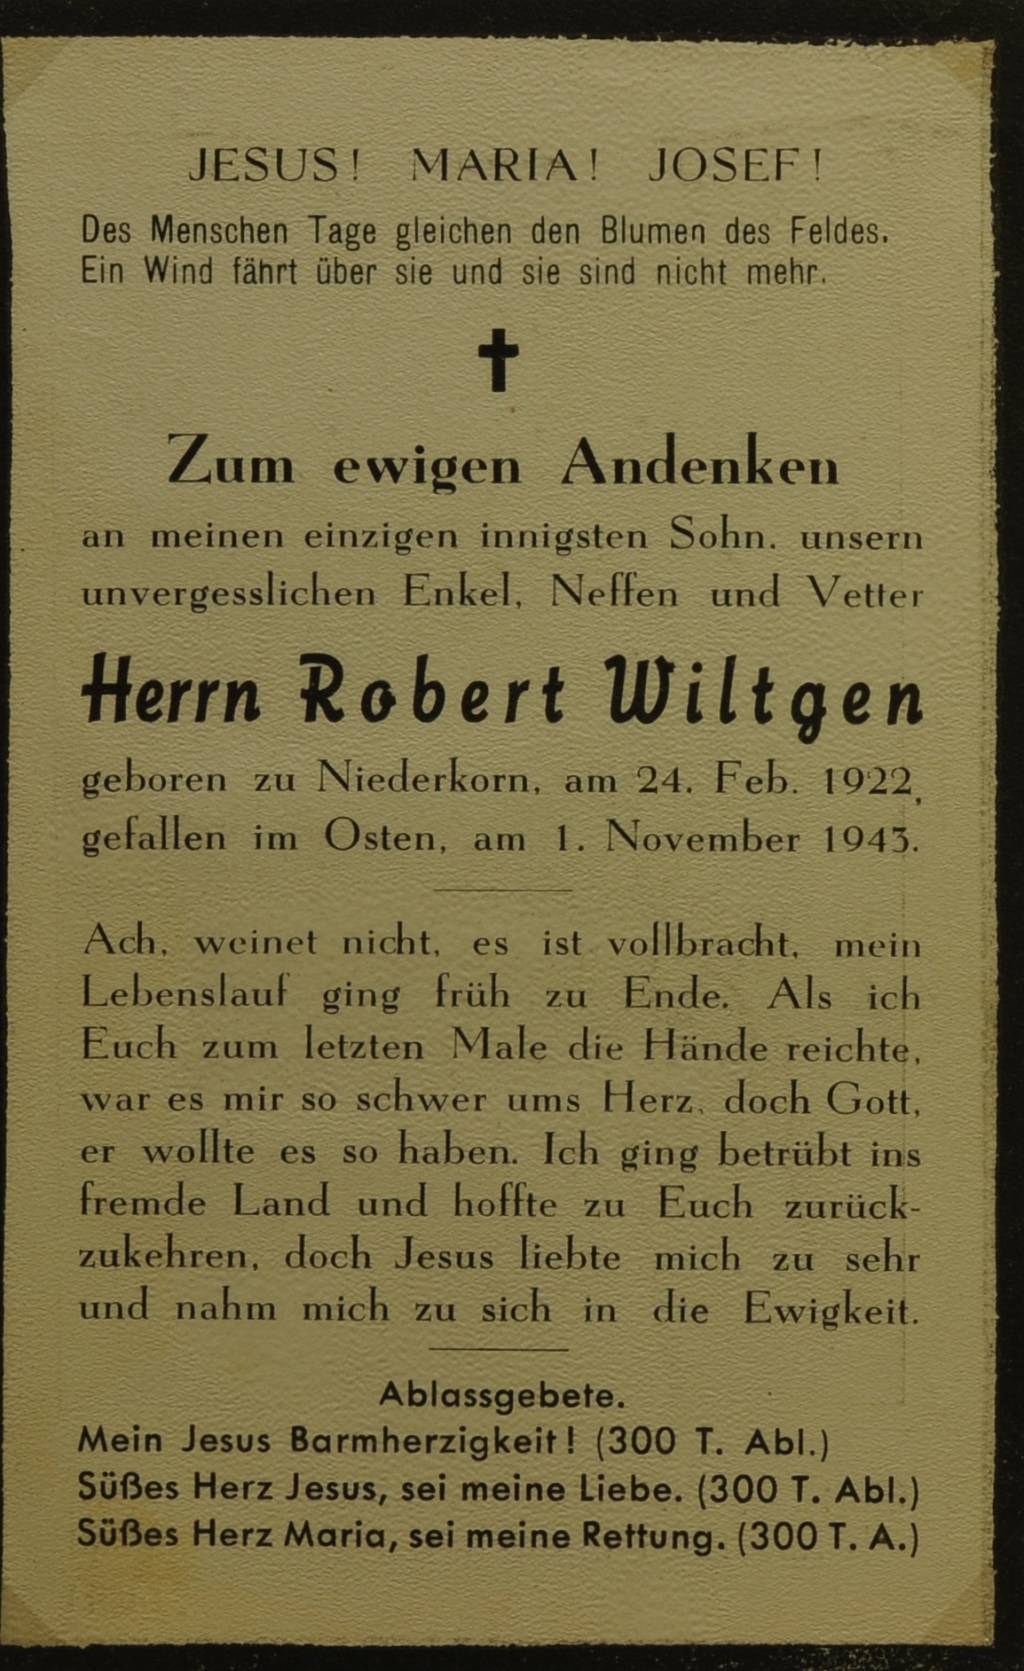 JESUS! MARIA! JOSEF!
Des Menschen Tage gleichen den Blumen des Feldes.
Ein Wind fährt über sie und sie sind nicht mehr.
Zum ewigen Andenken
an meinen einzigen innigsten Sohn, unsern
unvergesslichen Enkel, Neffen und Vetter
Herrn Robert Wiltgen
geboren zu Niederkorn, am 24. Feb. 1922,
gefallen im Osten, am 1. November 1943.
Ach, weinet nicht, es ist vollbracht, mein
Lebenslauf ging früh zu Ende. Als ich
Euch zum letzten Male die Hände reichte,
war es mir so schwer ums Herz, doch Gott,
er wollte es so haben. Ich ging betrübt ins
fremde Land und hoffte zu Euch zurück-
zukehren, doch Jesus liebte mich zu sehr
und nahm mich zu sich in die Ewigkeit.
Ablassgebete.
Mein Jesus Barmherzigkeit! (300 T. Abl.)
Süßes Herz Jesus, sei meine Liebe. (300 T. Abl.)
Süßes Herz Maria, sei meine Rettung. (300 T. A.)